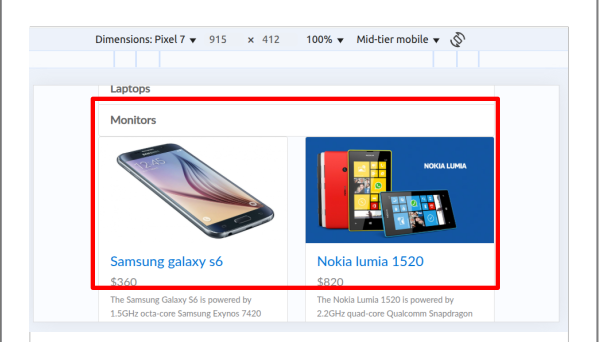 Dimensions: Pixel 7 ▼ 915 × 412 100% ▼ Mid-tier mobile ▼
Laptops
Monitors
2:45
NOKIA LUMIA
Samsung galaxy s6
Nokia lumia 1520
$360
$820
The Samsung Galaxy S6 is powered by
1.5GHz octa-core Samsung Exynos 7420
The Nokia Lumia 1520 is powered by
2.2GHz quad-core Qualcomm Snapdragon